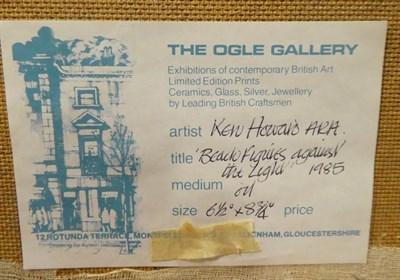 THE OGLE GALLERY
Exhibitions of contemporary British Art
Limited Edition Prints
Ceramics, Glass, Silver, Jewellery
by Leading British Craftsmen
artist Ken Howard ARA.
title 'Beach Figures against
the Light' 1985
medium oil
size 6½" x 8¾" price
12 ROTUNDA TERRACE, MONT NHAM, GLOUCESTERSHIRE